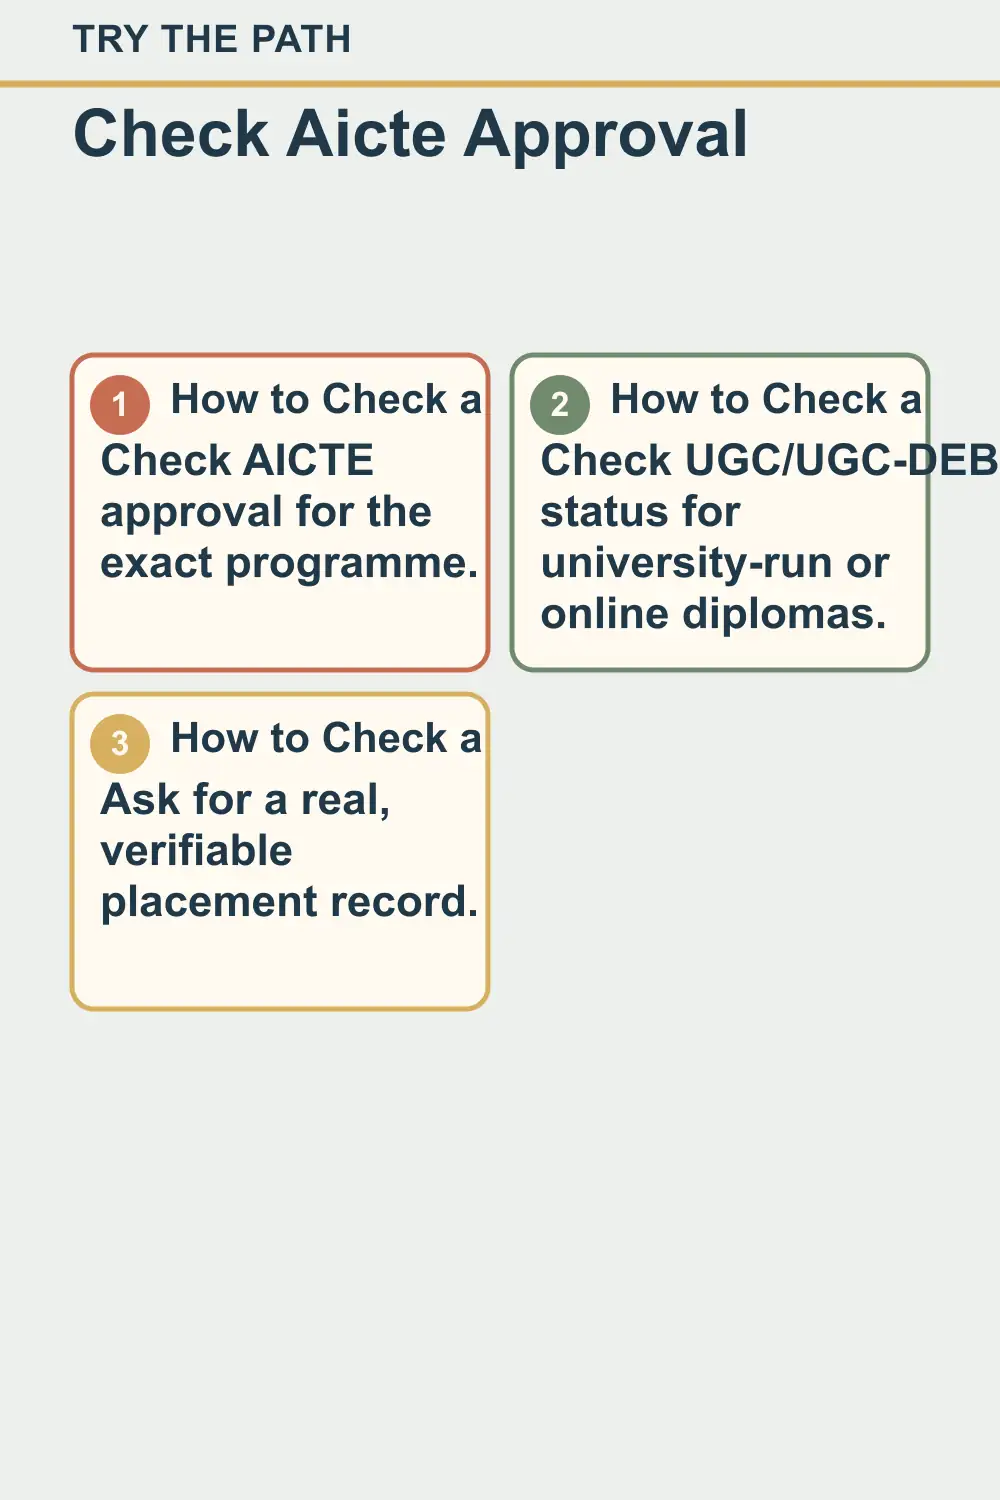 TRY THE PATH
Check Aicte Approval
1 How to Check a
Check AICTE
approval for the
exact programme.
2 How to Check a
Check UGC/UGC-DEB
status for
university-run or
online diplomas.
3 How to Check a
Ask for a real,
verifiable
placement record.